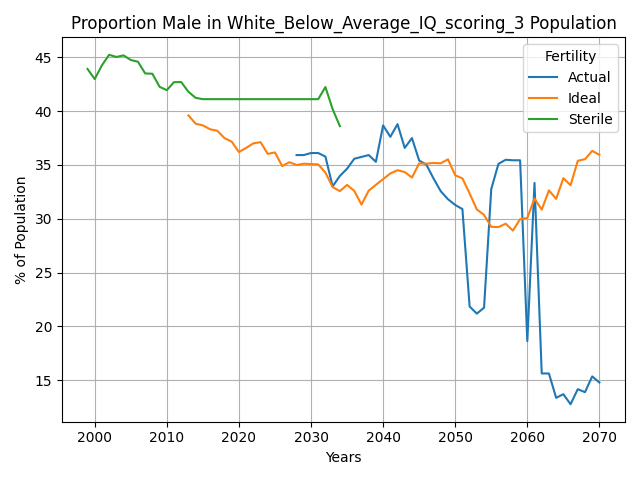 Proportion Male in White_Below_Average_IQ_scoring_3 Population
Fertility
Actual
Ideal
Sterile
% of Population
45
40
35
30
25
20
15
2000 2010 2020 2030 2040 2050 2060 2070
Years